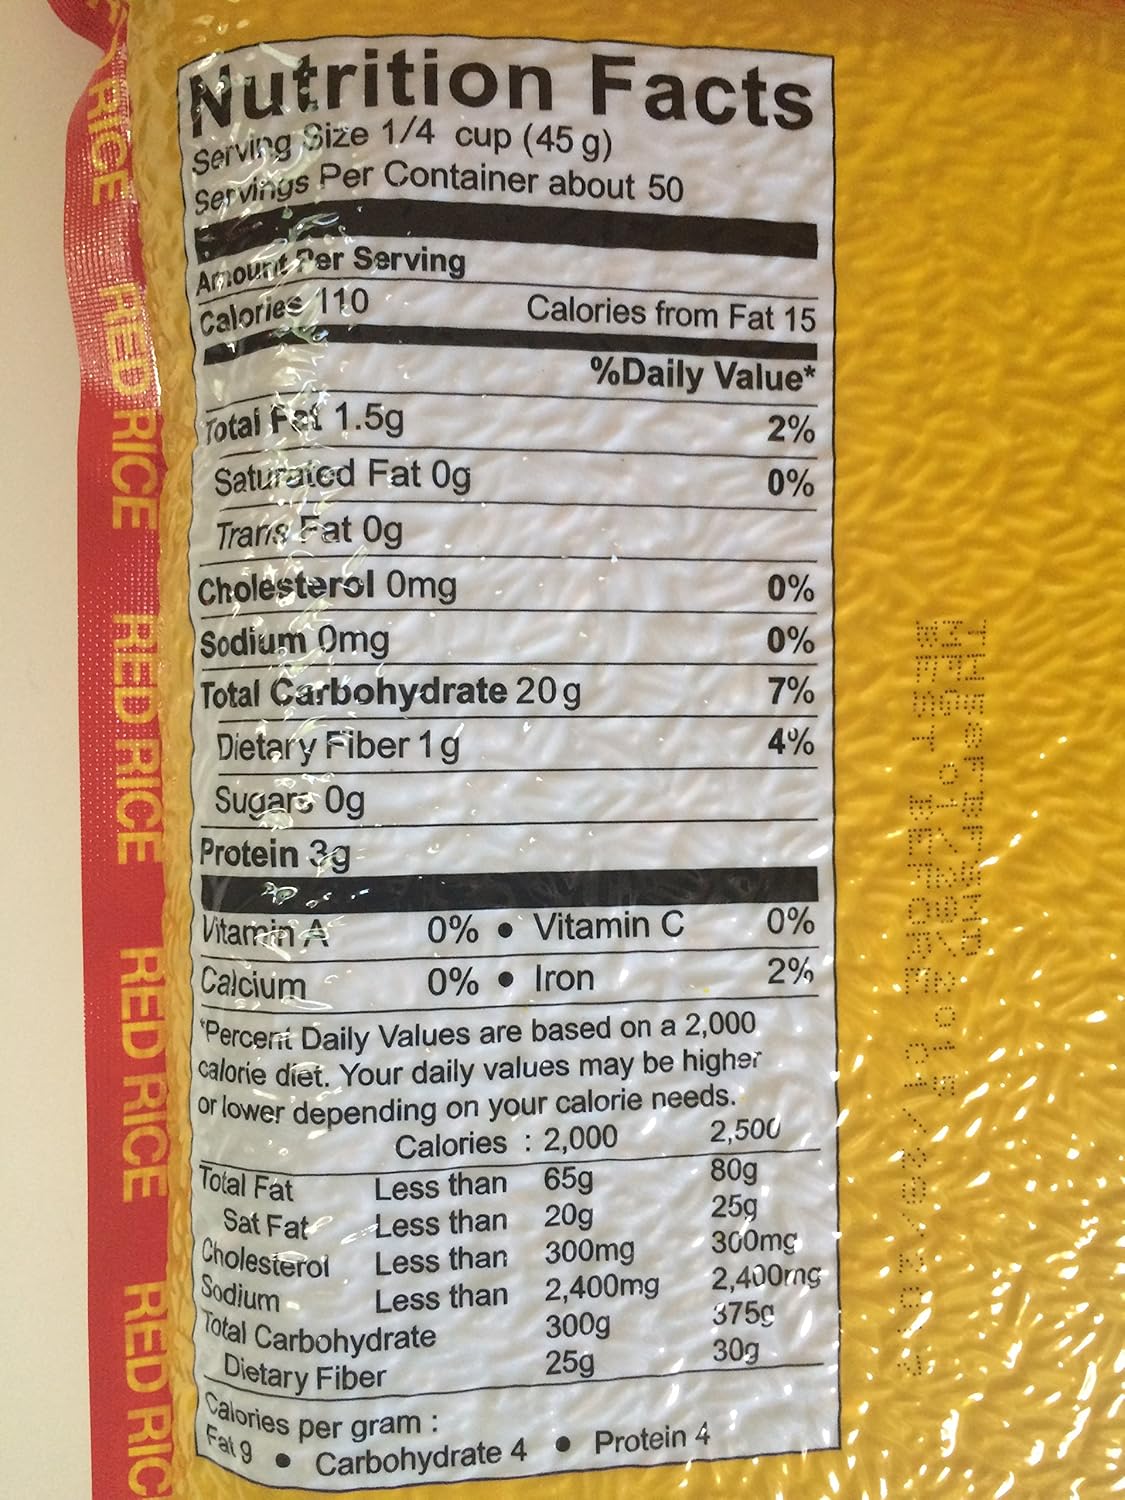 Nutrition Facts
Serving Size 1/4 cup (45 g)
Servings Per Container about 50
Amount Per Serving
Calories 110 Calories from Fat 15
%Daily Value*
Total Fat 1.5g 2%
Saturated Fat 0g 0%
Trans Fat 0g
Cholesterol 0mg 0%
Sodium 0mg 0%
Total Carbohydrate 20g 7%
Dietary Fiber 1g 4%
Sugars 0g
Protein 3g
Vitamin A 0% • Vitamin C 0%
Calcium 0% • Iron 2%
*Percent Daily Values are based on a 2,000
calorie diet. Your daily values may be higher
or lower depending on your calorie needs.
Calories : 2,000 2,500
Total Fat Less than 65g 80g
Sat Fat Less than 20g 25g
Cholesterol Less than 300mg 300mg
Sodium Less than 2,400mg 2,400mg
Total Carbohydrate 300g 375g
Dietary Fiber 25g 30g
Calories per gram :
Fat 9 • Carbohydrate 4 • Protein 4
RICE RED RICE RED RICE RED RICE RED RIC
BEST BEFORE